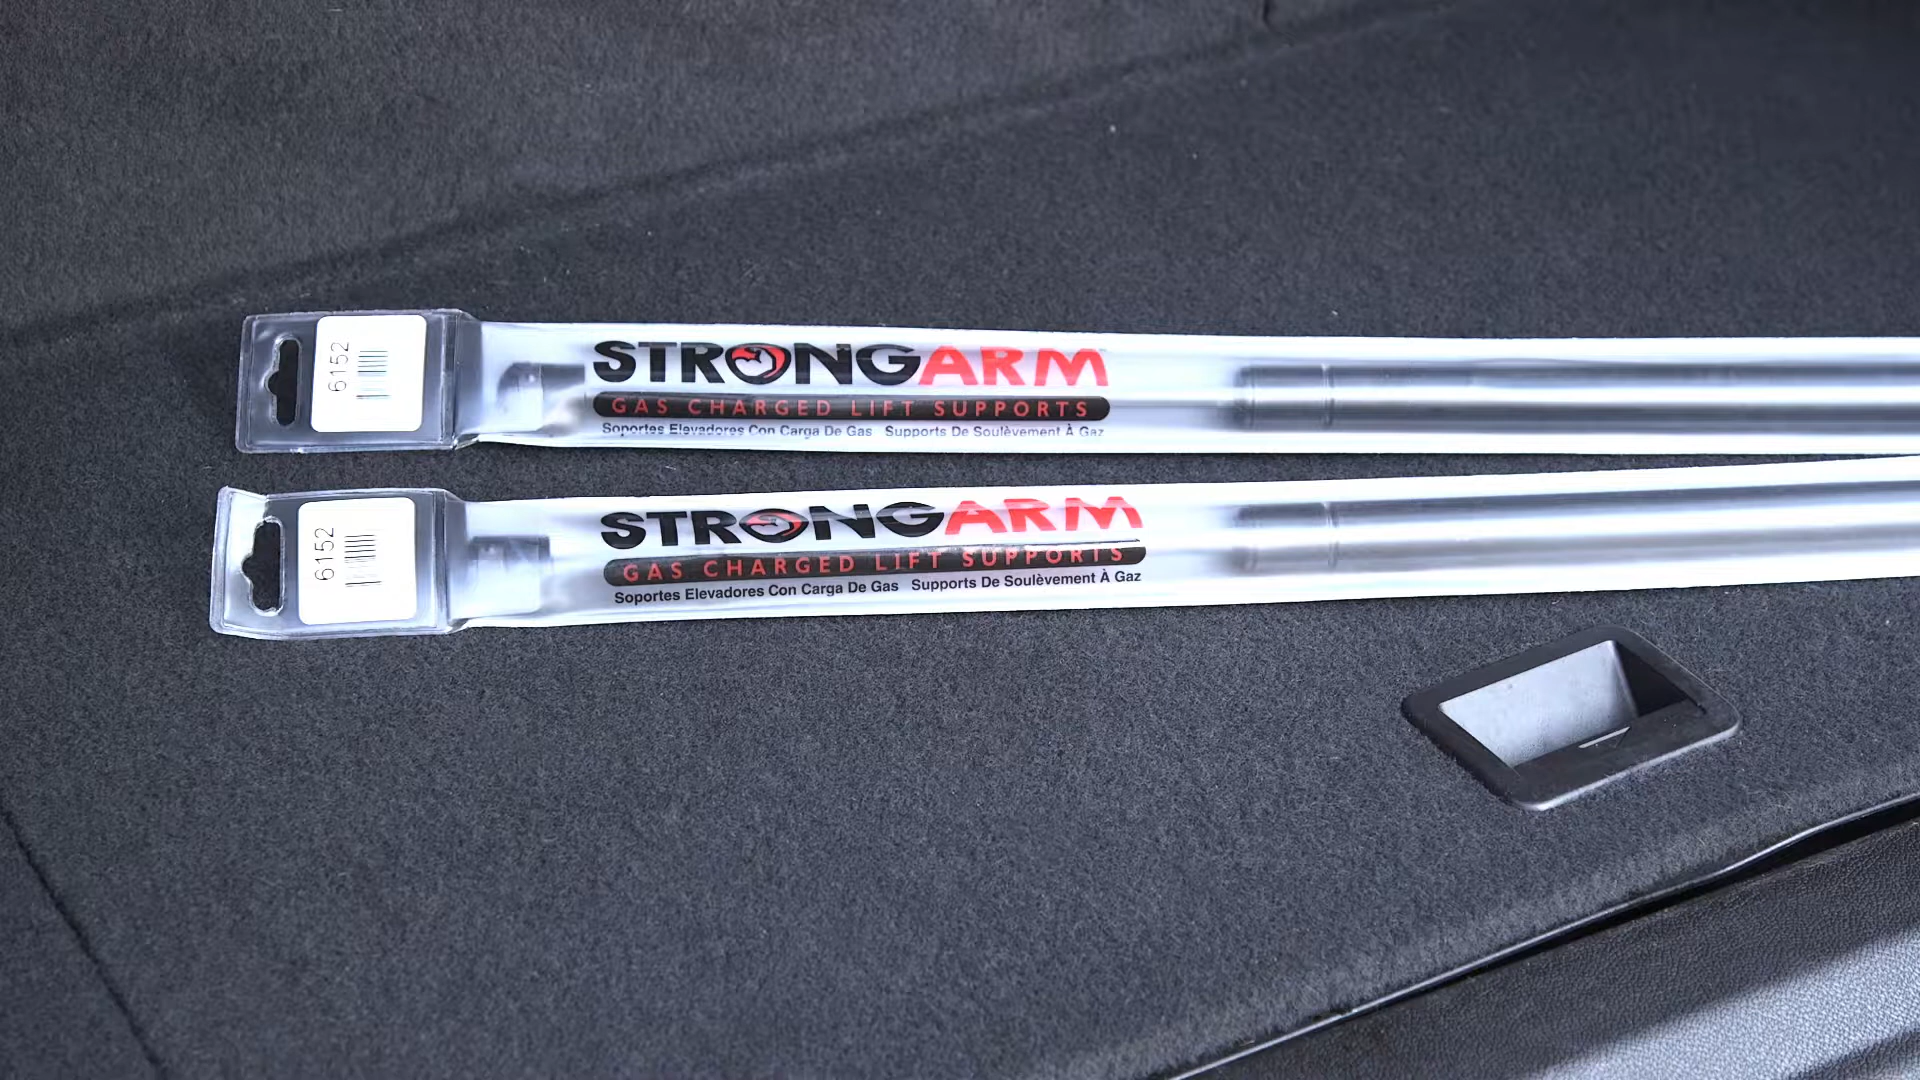 6152
STRONGARM
GAS CHARGED LIFT SUPPORTS
Soportes Elevadores Con Carga De Gas Supports De Soulèvement À Gaz
6152
STRONGARM
GAS CHARGED LIFT SUPPORTS
Soportes Elevadores Con Carga De Gas Supports De Soulèvement À Gaz